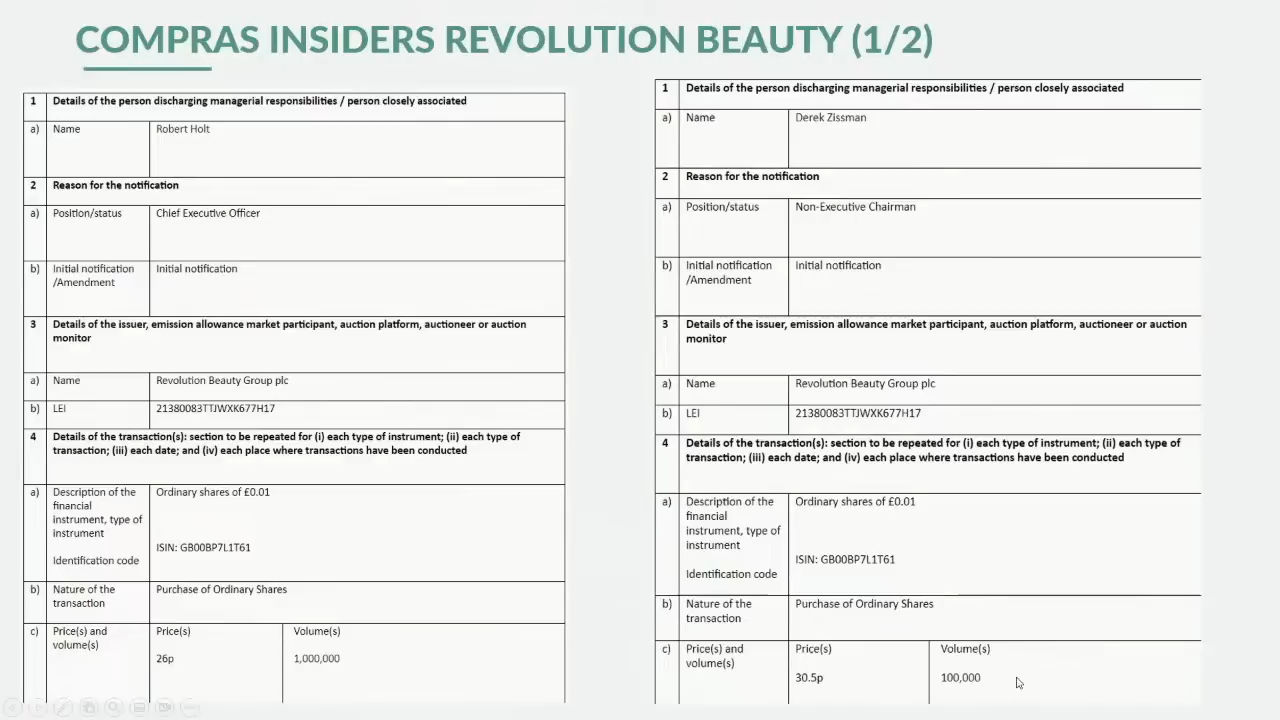 COMPRAS INSIDERS REVOLUTION BEAUTY (1/2)
1 Details of the person discharging managerial responsibilities / person closely associated
a) Name Robert Holt
2 Reason for the notification
a) Position/status Chief Executive Officer
b) Initial notification Initial notification
/Amendment
3 Details of the issuer, emission allowance market participant, auction platform, auctioneer or auction
monitor
a) Name Revolution Beauty Group plc
b) LEI 21380083TTJWXK677H17
4 Details of the transaction(s): section to be repeated for (i) each type of instrument; (ii) each type of
transaction; (iii) each date; and (iv) each place where transactions have been conducted
a) Description of the Ordinary shares of £0.01
financial
instrument, type of
instrument
ISIN: GB00BP7L1T61
Identification code
b) Nature of the Purchase of Ordinary Shares
transaction
c) Price(s) and Price(s) Volume(s)
volume(s)
26p 1,000,000
1 Details of the person discharging managerial responsibilities / person closely associated
a) Name Derek Zissman
2 Reason for the notification
a) Position/status Non-Executive Chairman
b) Initial notification Initial notification
/Amendment
3 Details of the issuer, emission allowance market participant, auction platform, auctioneer or auction
monitor
a) Name Revolution Beauty Group plc
b) LEI 21380083TTJWXK677H17
4 Details of the transaction(s): section to be repeated for (i) each type of instrument; (ii) each type of
transaction; (iii) each date; and (iv) each place where transactions have been conducted
a) Description of the Ordinary shares of £0.01
financial
instrument, type of
instrument
ISIN: GB00BP7L1T61
Identification code
b) Nature of the Purchase of Ordinary Shares
transaction
c) Price(s) and Price(s) Volume(s)
volume(s)
30.5p 100,000